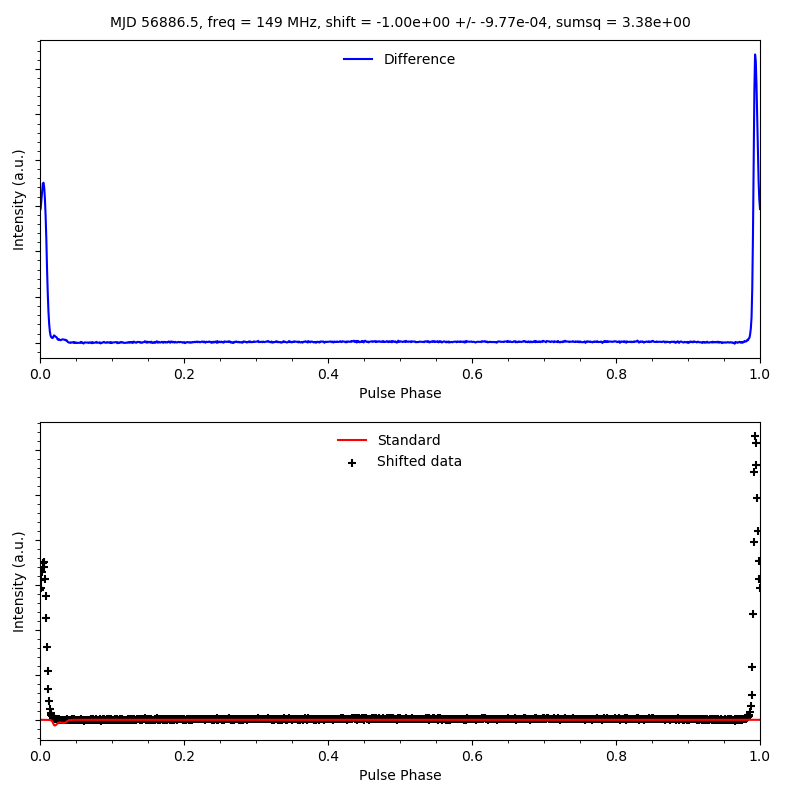 MJD 56886.5, freq = 149 MHz, shift = -1.00e+00 +/- -9.77e-04, sumsq = 3.38e+00
Difference
Intensity (a.u.)
0.0 0.2 0.4 0.6 0.8 1.0
Pulse Phase
Standard
Shifted data
Intensity (a.u.)
0.0 0.2 0.4 0.6 0.8 1.0
Pulse Phase